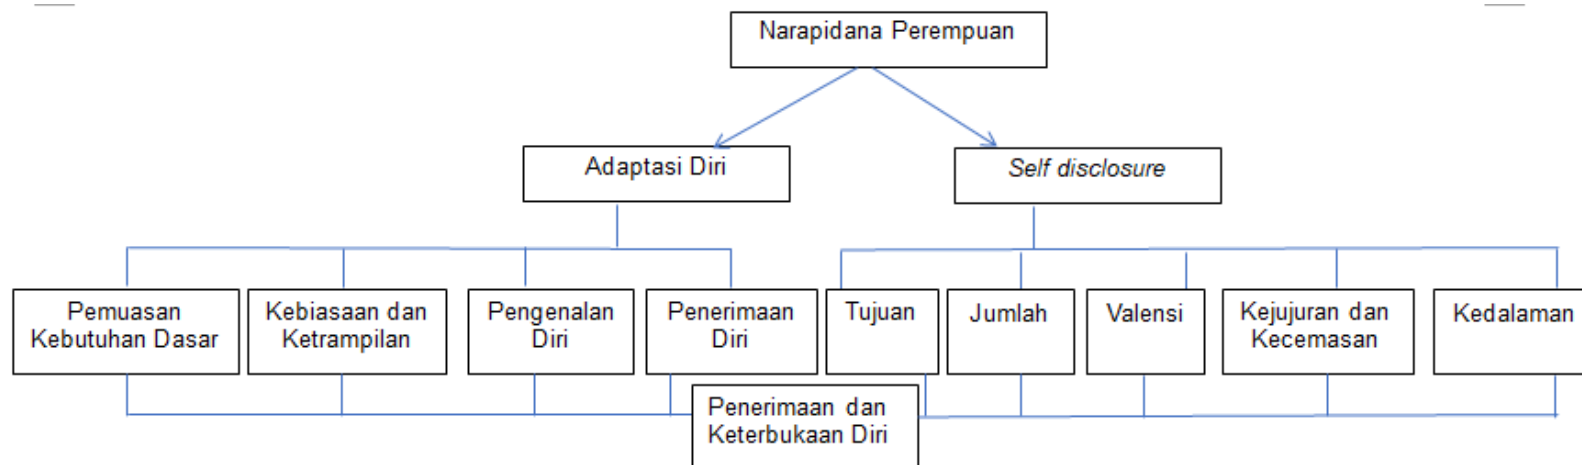 Narapidana Perempuan
Adaptasi Diri
Self disclosure
Pemuasan
Kebutuhan Dasar
Kebiasaan dan
Ketrampilan
Pengenalan
Diri
Penerimaan
Diri
Tujuan
Jumlah
Valensi
Kejujuran dan
Kecemasan
Kedalaman
Penerimaan dan
Keterbukaan Diri